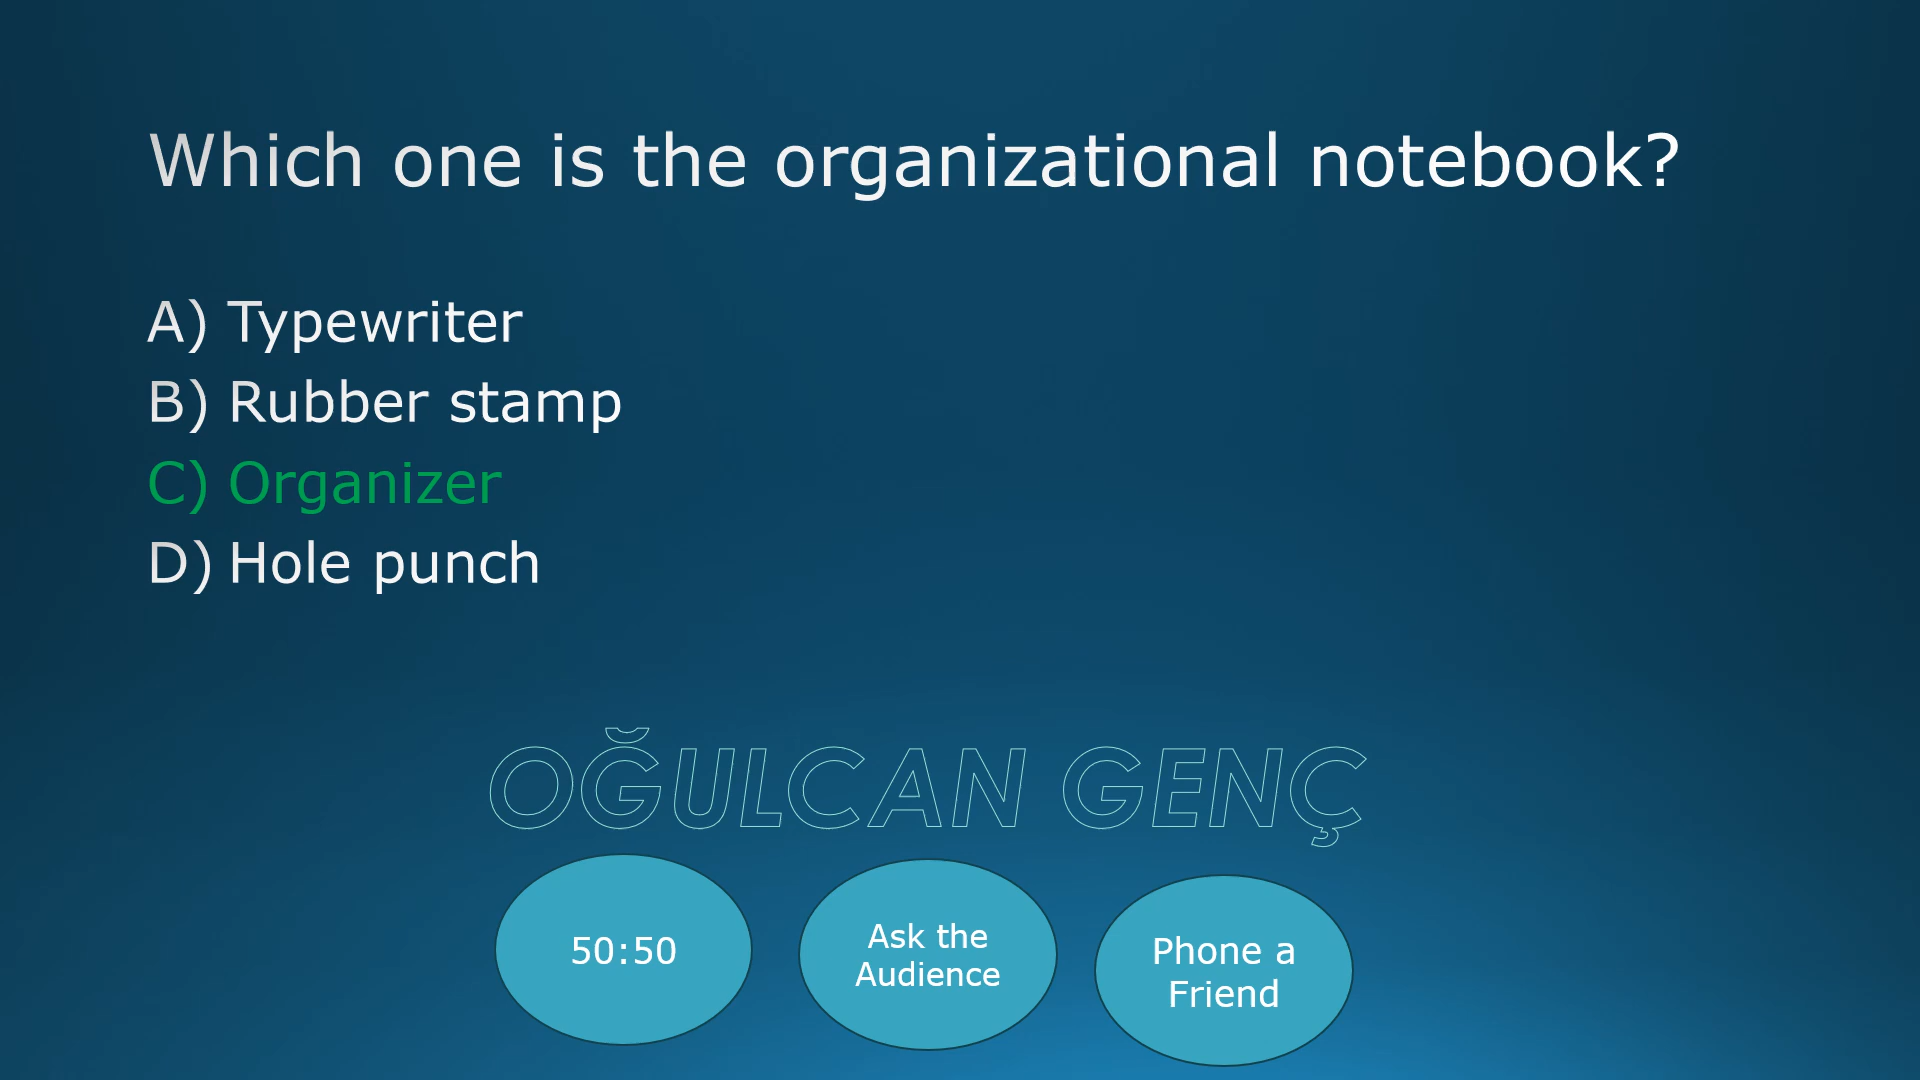 Which one is the organizational notebook?
A) Typewriter
B) Rubber stamp
C) Organizer
D) Hole punch
OĞULCAN GENÇ
50:50
Ask the
Audience
Phone a
Friend